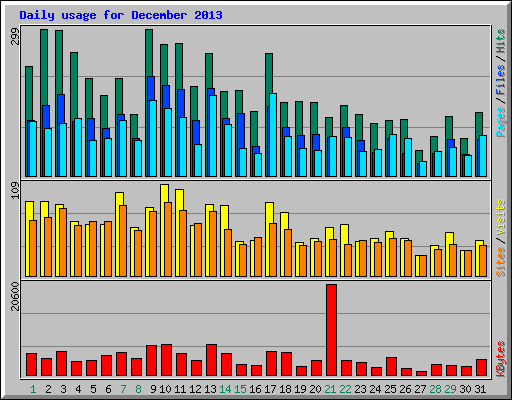 Daily usage for December 2013
299
Pages / Files / Hits
109
Sites / Visits
20600
KBytes
1 2 3 4 5 6 7 8 9 10 11 12 13 14 15 16 17 18 19 20 21 22 23 24 25 26 27 28 29 30 31